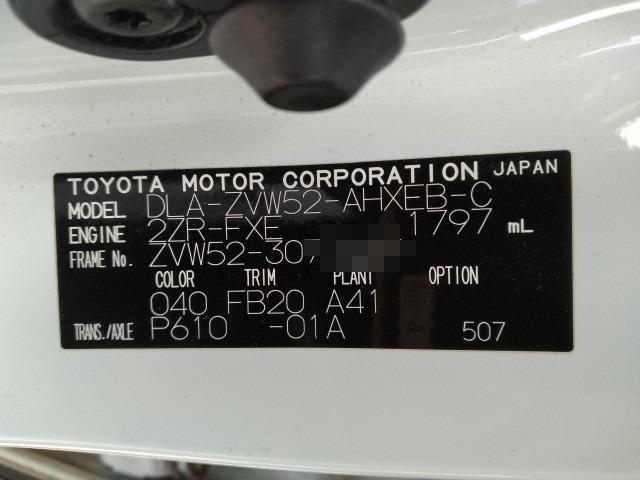 TOYOTA MOTOR CORPORATION JAPAN
MODEL DLA-ZVW52-AHXEB-C
ENGINE 2ZR-FXE 1797 mL
FRAME No. ZVW52-307
COLOR TRIM PLANT OPTION
040 FB20 A41
TRANS./AXLE P610 -01A 507